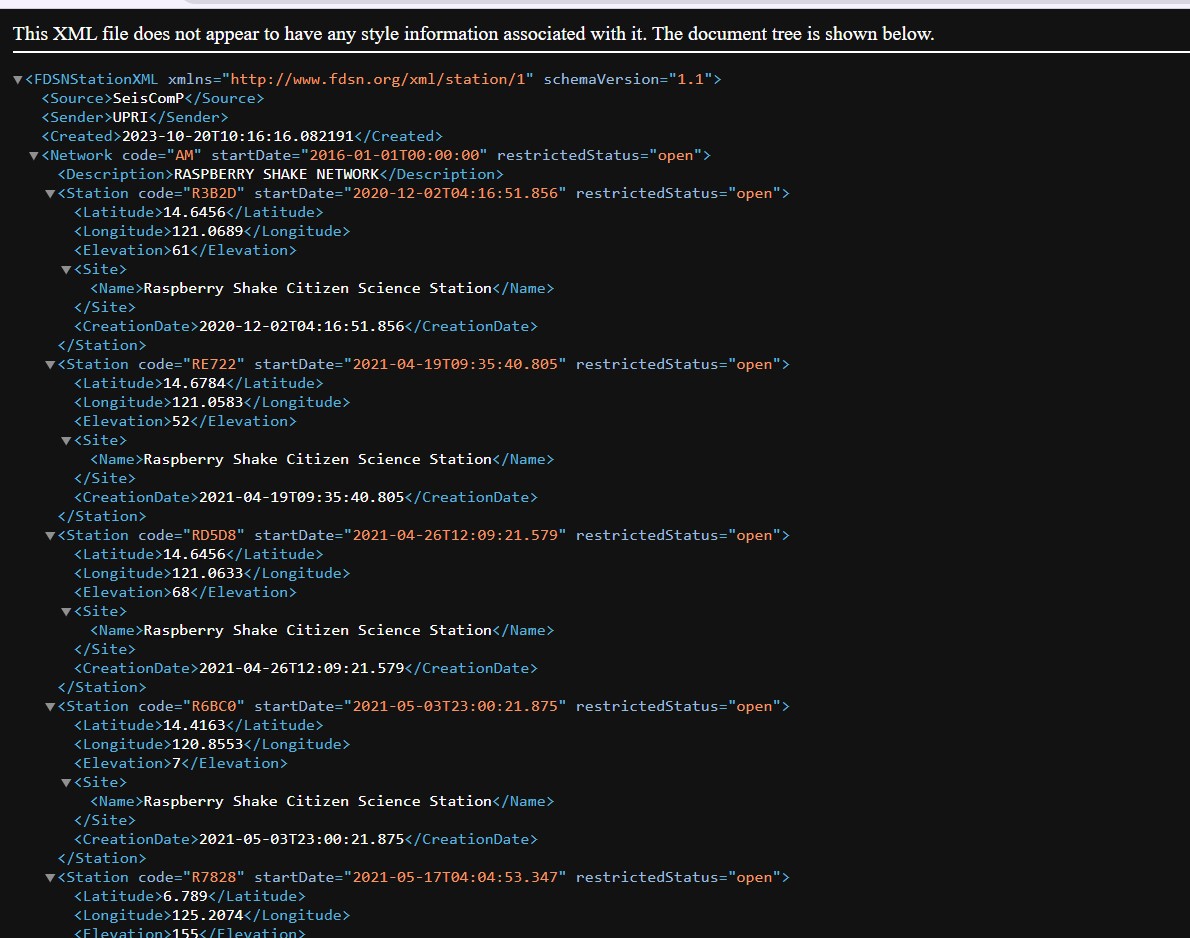 This XML file does not appear to have any style information associated with it. The document tree is shown below.
▼<FDSNStationXML xmlns="http://www.fdsn.org/xml/station/1" schemaVersion="1.1">
<Source>SeisComP</Source>
<Sender>UPRI</Sender>
<Created>2023-10-20T10:16:16.082191</Created>
▼<Network code="AM" startDate="2016-01-01T00:00:00" restrictedStatus="open">
<Description>RASPBERRY SHAKE NETWORK</Description>
▼<Station code="R3B2D" startDate="2020-12-02T04:16:51.856" restrictedStatus="open">
<Latitude>14.6456</Latitude>
<Longitude>121.0689</Longitude>
<Elevation>61</Elevation>
▼<Site>
<Name>Raspberry Shake Citizen Science Station</Name>
</Site>
<CreationDate>2020-12-02T04:16:51.856</CreationDate>
</Station>
▼<Station code="RE722" startDate="2021-04-19T09:35:40.805" restrictedStatus="open">
<Latitude>14.6784</Latitude>
<Longitude>121.0583</Longitude>
<Elevation>52</Elevation>
▼<Site>
<Name>Raspberry Shake Citizen Science Station</Name>
</Site>
<CreationDate>2021-04-19T09:35:40.805</CreationDate>
</Station>
▼<Station code="RD5D8" startDate="2021-04-26T12:09:21.579" restrictedStatus="open">
<Latitude>14.6456</Latitude>
<Longitude>121.0633</Longitude>
<Elevation>68</Elevation>
▼<Site>
<Name>Raspberry Shake Citizen Science Station</Name>
</Site>
<CreationDate>2021-04-26T12:09:21.579</CreationDate>
</Station>
▼<Station code="R6BC0" startDate="2021-05-03T23:00:21.875" restrictedStatus="open">
<Latitude>14.4163</Latitude>
<Longitude>120.8553</Longitude>
<Elevation>7</Elevation>
▼<Site>
<Name>Raspberry Shake Citizen Science Station</Name>
</Site>
<CreationDate>2021-05-03T23:00:21.875</CreationDate>
</Station>
▼<Station code="R7828" startDate="2021-05-17T04:04:53.347" restrictedStatus="open">
<Latitude>6.789</Latitude>
<Longitude>125.2074</Longitude>
<Elevation>155</Elevation>